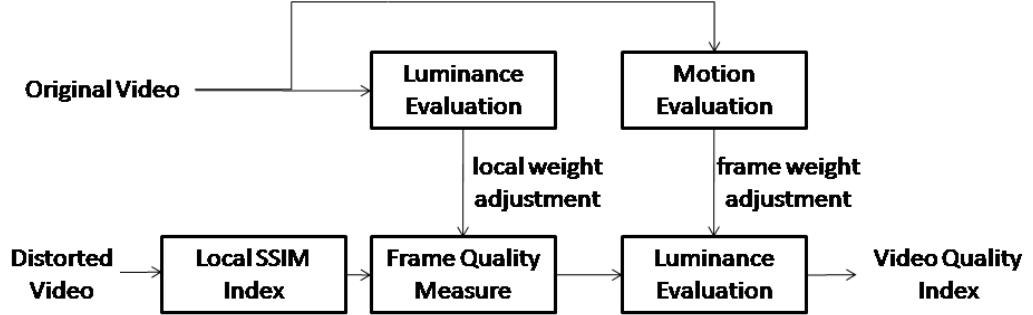 Original Video
Luminance
Evaluation
Motion
Evaluation
local weight
adjustment
frame weight
adjustment
Distorted
Video
Local SSIM
Index
Frame Quality
Measure
Luminance
Evaluation
Video Quality
Index